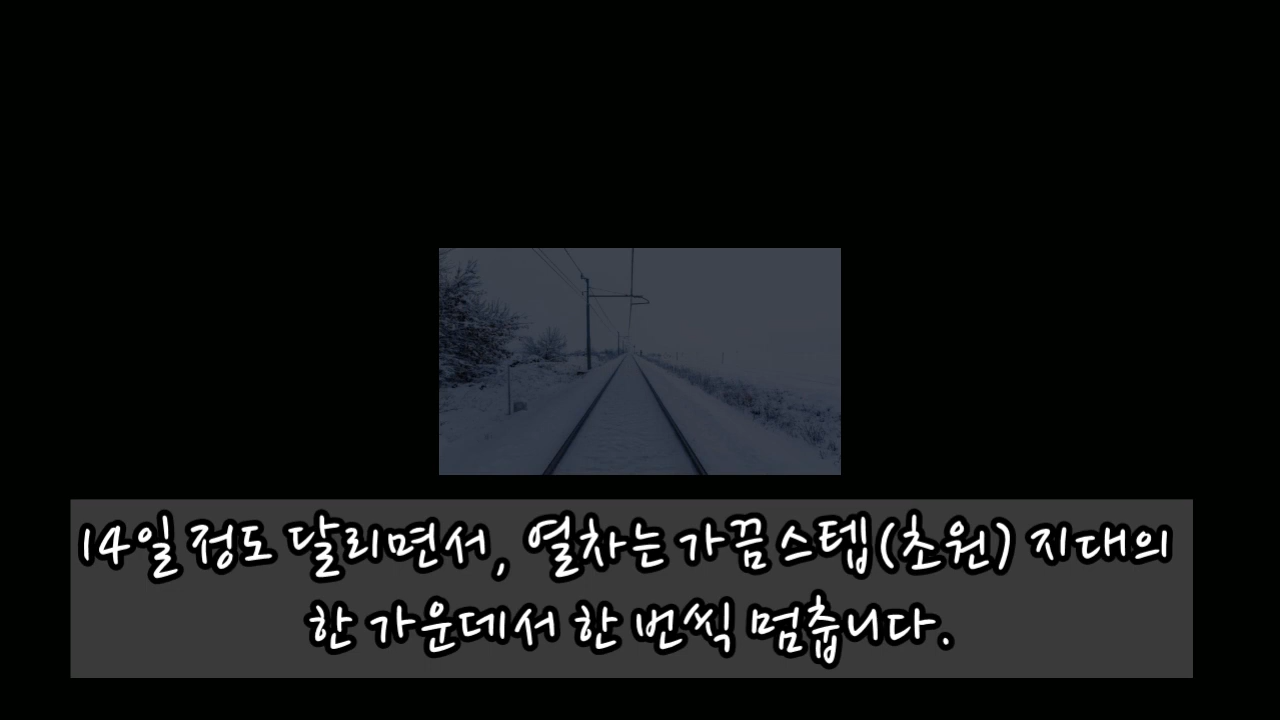 14일 정도 달리면서, 열차는 가끔 스텝(초원) 지대의
한 가운데서 한 번씩 멈춥니다.